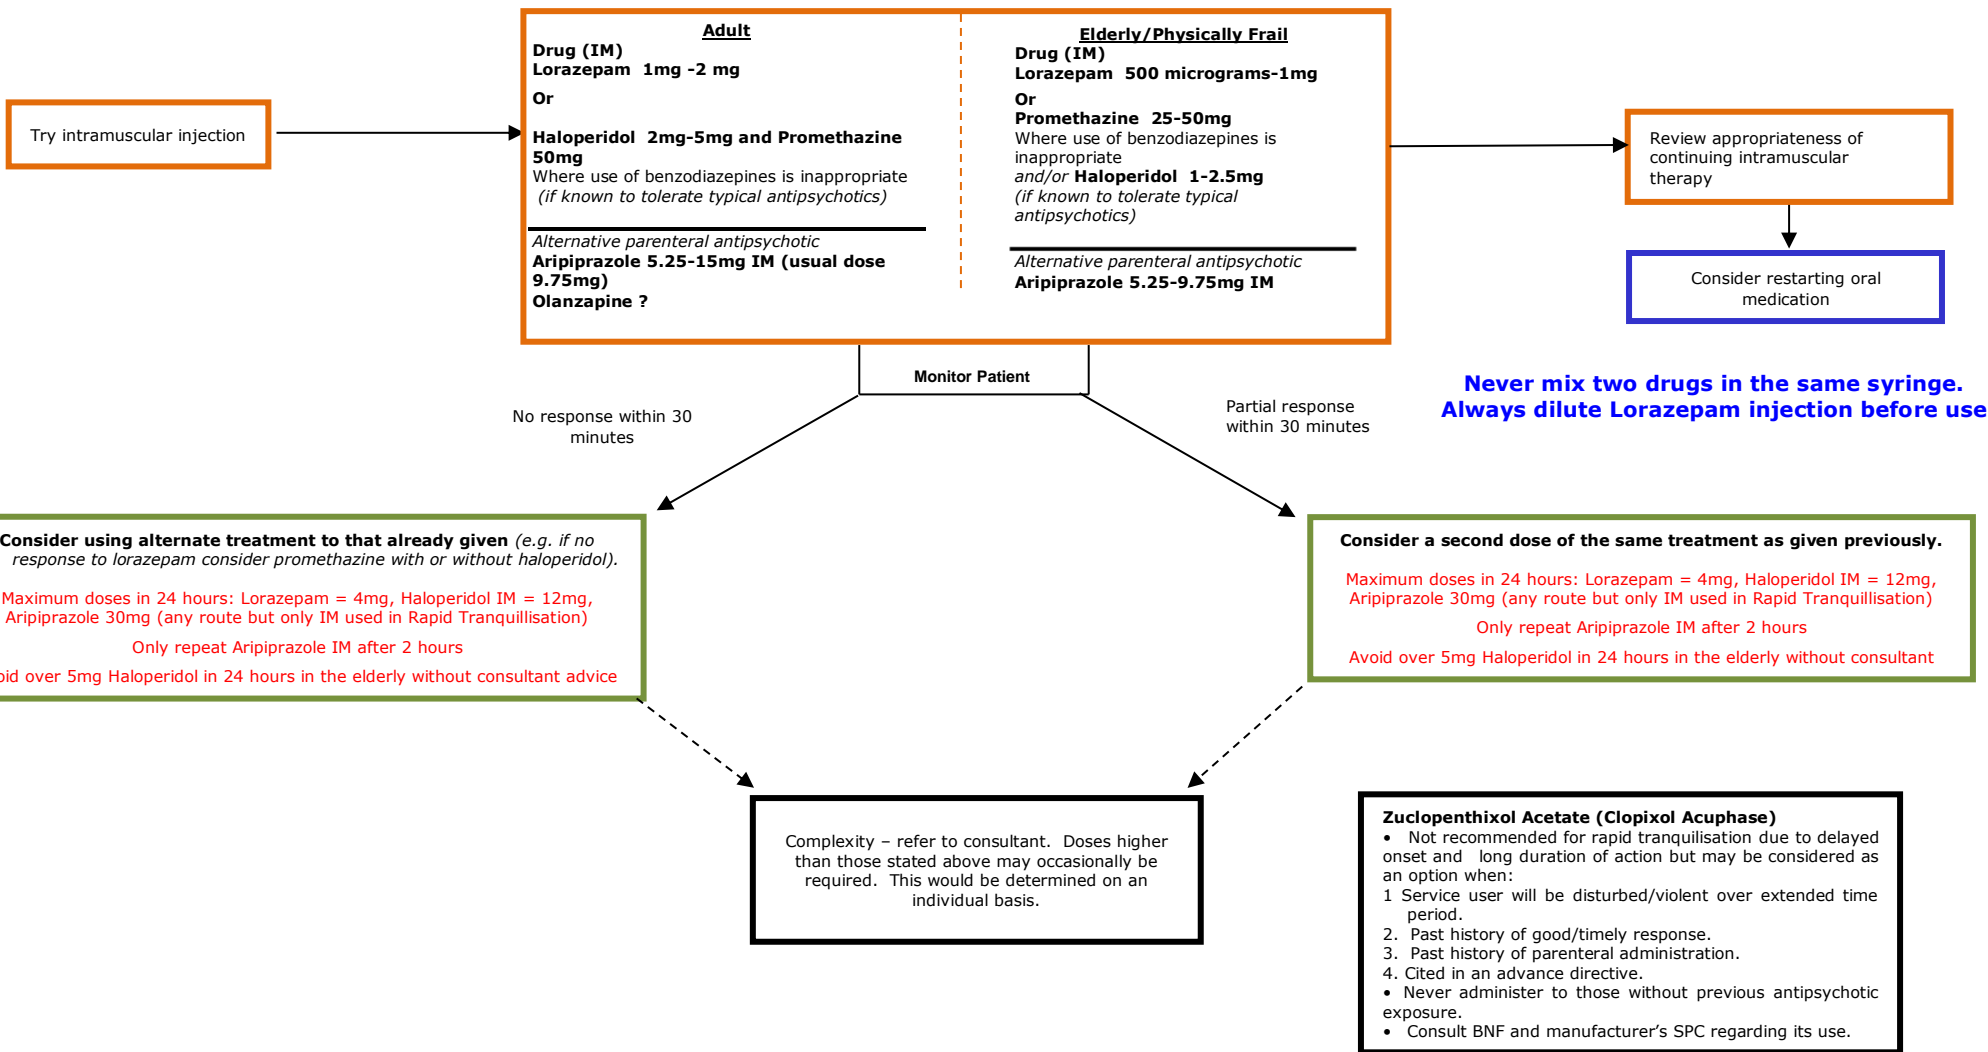 Try intramuscular injection
Adult
Drug (IM)
Lorazepam 1mg -2 mg
Or
Haloperidol 2mg-5mg and Promethazine
50mg
Where use of benzodiazepines is inappropriate
(if known to tolerate typical antipsychotics)
Alternative parenteral antipsychotic
Aripiprazole 5.25-15mg IM (usual dose
9.75mg)
Olanzapine ?
Elderly/Physically Frail
Drug (IM)
Lorazepam 500 micrograms-1mg
Or
Promethazine 25-50mg
Where use of benzodiazepines is
inappropriate
and/or Haloperidol 1-2.5mg
(if known to tolerate typical
antipsychotics)
Alternative parenteral antipsychotic
Aripiprazole 5.25-9.75mg IM
Review appropriateness of
continuing intramuscular
therapy
Consider restarting oral
medication
Monitor Patient
Never mix two drugs in the same syringe.
Always dilute Lorazepam injection before use
No response within 30
minutes
Partial response
within 30 minutes
Consider using alternate treatment to that already given (e.g. if no
response to lorazepam consider promethazine with or without haloperidol).
Maximum doses in 24 hours: Lorazepam = 4mg, Haloperidol IM = 12mg,
Aripiprazole 30mg (any route but only IM used in Rapid Tranquillisation)
Only repeat Aripiprazole IM after 2 hours
oid over 5mg Haloperidol in 24 hours in the elderly without consultant advice
Consider a second dose of the same treatment as given previously.
Maximum doses in 24 hours: Lorazepam = 4mg, Haloperidol IM = 12mg,
Aripiprazole 30mg (any route but only IM used in Rapid Tranquillisation)
Only repeat Aripiprazole IM after 2 hours
Avoid over 5mg Haloperidol in 24 hours in the elderly without consultant
Complexity – refer to consultant. Doses higher
than those stated above may occasionally be
required. This would be determined on an
individual basis.
Zuclopenthixol Acetate (Clopixol Acuphase)
• Not recommended for rapid tranquilisation due to delayed
onset and long duration of action but may be considered as
an option when:
1 Service user will be disturbed/violent over extended time
period.
2. Past history of good/timely response.
3. Past history of parenteral administration.
4. Cited in an advance directive.
• Never administer to those without previous antipsychotic
exposure.
• Consult BNF and manufacturer's SPC regarding its use.